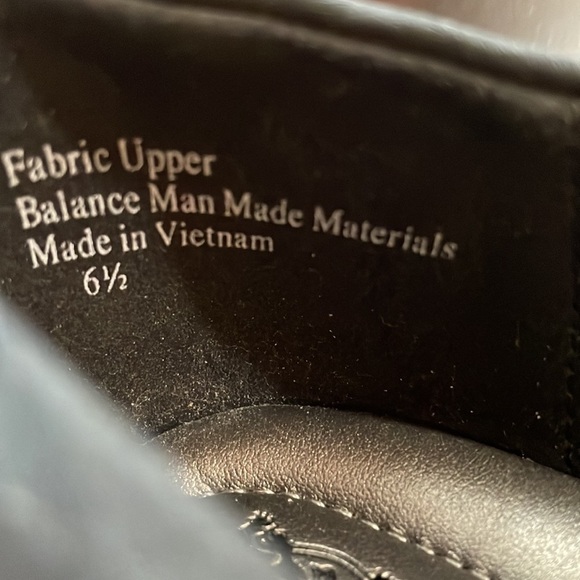 Fabric Upper
Balance Man Made Materials
Made in Vietnam
6½